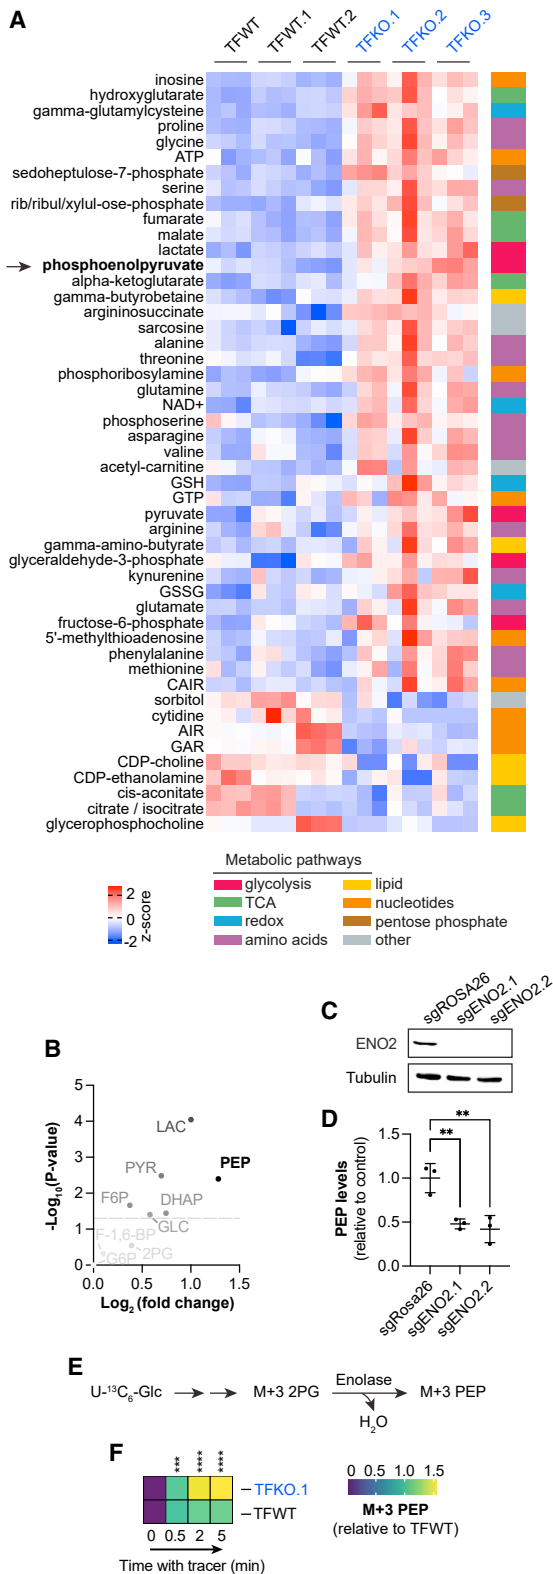 A
TFWT TFWT.1 TFWT.2 TFKO.1 TFKO.2 TFKO.3
inosine
hydroxyglutarate
gamma-glutamylcysteine
proline
glycine
ATP
sedoheptulose-7-phosphate
serine
rib/ribul/xylul-ose-phosphate
fumarate
malate
lactate
phosphoenolpyruvate
alpha-ketoglutarate
gamma-butyrobetaine
argininosuccinate
sarcosine
alanine
threonine
phosphoribosylamine
glutamine
NAD+
phosphoserine
asparagine
valine
acetyl-carnitine
GSH
GTP
pyruvate
arginine
gamma-amino-butyrate
glyceraldehyde-3-phosphate
kynurenine
GSSG
glutamate
fructose-6-phosphate
5'-methylthioadenosine
phenylalanine
methionine
CAIR
sorbitol
cytidine
AIR
GAR
CDP-choline
CDP-ethanolamine
cis-aconitate
citrate / isocitrate
glycerophosphocholine
2
0
-2
z-score
Metabolic pathways
glycolysis
TCA
redox
amino acids
lipid
nucleotides
pentose phosphate
other
B
-Log10(P-value)
5
4
3
2
1
0
LAC
PEP
PYR
F6P
DHAP
GLC
F-1,6-BP
G6P
2PG
0.0 0.5 1.0 1.5
Log2 (fold change)
C
sgROSA26 sgENO2.1 sgENO2.2
ENO2
Tubulin
D
PEP levels
(relative to control)
1.5
1.0
0.5
0.0
**
**
sgRosa26 sgENO2.1 sgENO2.2
E
U-13C6-Glc M+3 2PG Enolase M+3 PEP
H2O
F
*** **** ****
TFKO.1
TFWT
0 0.5 2 5
Time with tracer (min)
0 0.5 1.0 1.5
M+3 PEP
(relative to TFWT)